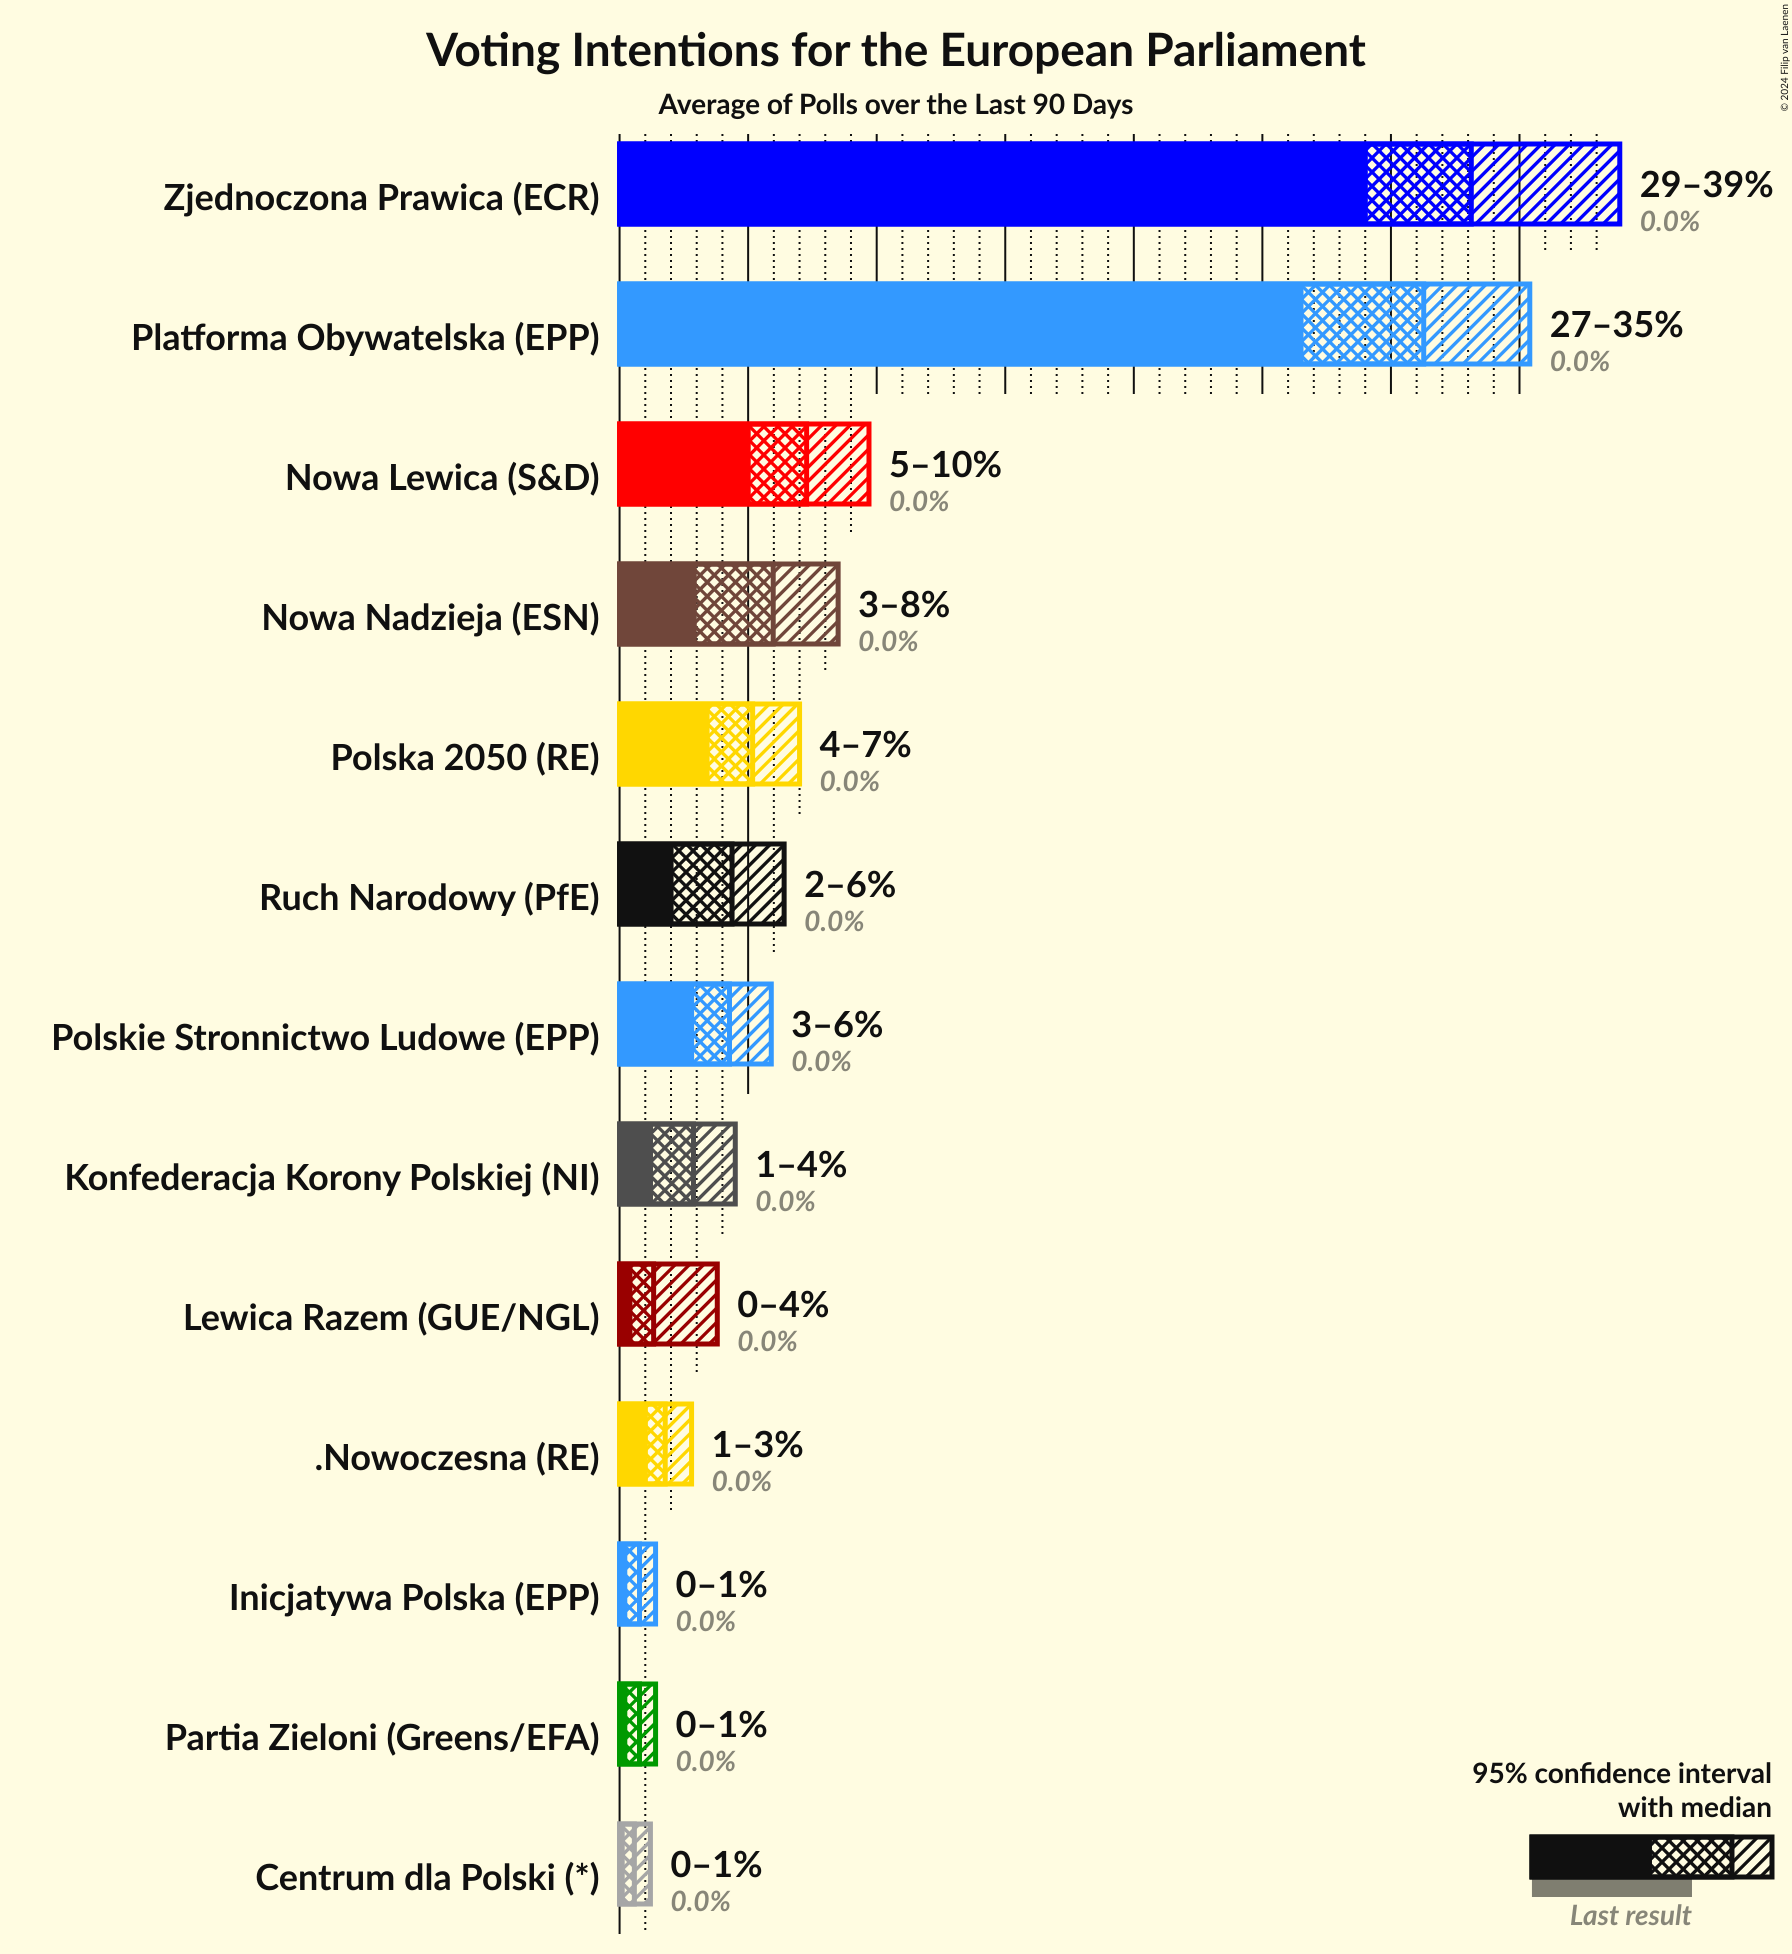 Voting Intentions for the European Parliament
Average of Polls over the Last 90 Days
© 2024 Filip van Laenen
Zjednoczona Prawica (ECR)
29–39%
0.0%
Platforma Obywatelska (EPP)
27–35%
0.0%
Nowa Lewica (S&D)
5–10%
0.0%
Nowa Nadzieja (ESN)
3–8%
0.0%
Polska 2050 (RE)
4–7%
0.0%
Ruch Narodowy (PfE)
2–6%
0.0%
Polskie Stronnictwo Ludowe (EPP)
3–6%
0.0%
Konfederacja Korony Polskiej (NI)
1–4%
0.0%
Lewica Razem (GUE/NGL)
0–4%
0.0%
.Nowoczesna (RE)
1–3%
0.0%
Inicjatywa Polska (EPP)
0–1%
0.0%
Partia Zieloni (Greens/EFA)
0–1%
0.0%
Centrum dla Polski (*)
0–1%
0.0%
95% confidence interval
with median
Last result